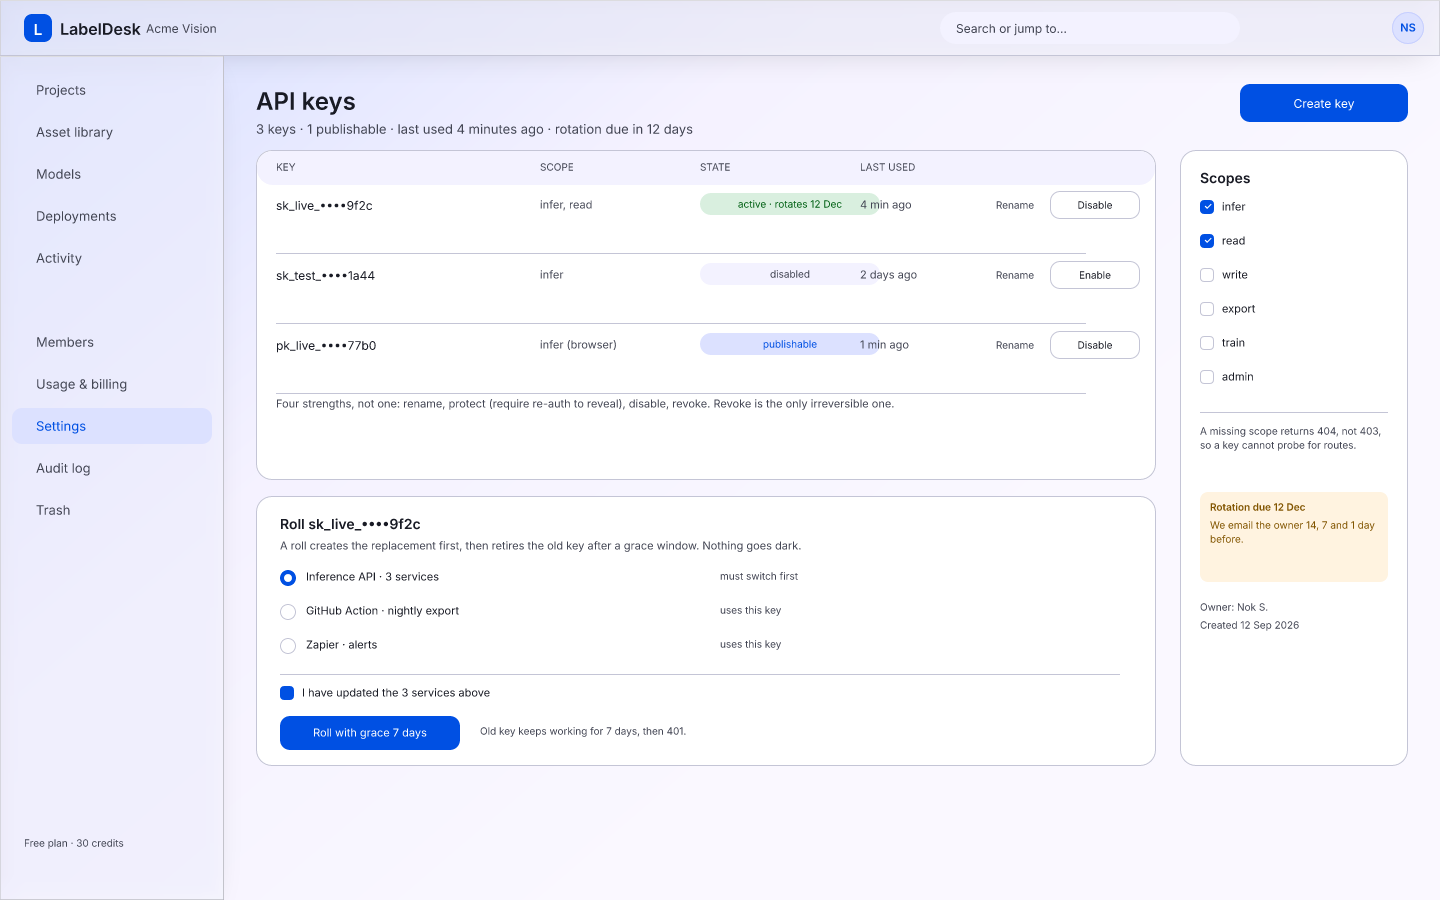 L LabelDesk Acme Vision
Search or jump to...
NS
Projects
Asset library
Models
Deployments
Activity
Members
Usage & billing
Settings
Audit log
Trash
Free plan · 30 credits
API keys
3 keys · 1 publishable · last used 4 minutes ago · rotation due in 12 days
Create key
KEY SCOPE STATE LAST USED
sk_live_••••9f2c infer, read active · rotates 12 Dec 4 min ago Rename Disable
sk_test_••••1a44 infer disabled 2 days ago Rename Enable
pk_live_••••77b0 infer (browser) publishable 1 min ago Rename Disable
Four strengths, not one: rename, protect (require re-auth to reveal), disable, revoke. Revoke is the only irreversible one.
Roll sk_live_••••9f2c
A roll creates the replacement first, then retires the old key after a grace window. Nothing goes dark.
Inference API · 3 services must switch first
GitHub Action · nightly export uses this key
Zapier · alerts uses this key
I have updated the 3 services above
Roll with grace 7 days Old key keeps working for 7 days, then 401.
Scopes
infer
read
write
export
train
admin
A missing scope returns 404, not 403,
so a key cannot probe for routes.
Rotation due 12 Dec
We email the owner 14, 7 and 1 day
before.
Owner: Nok S.
Created 12 Sep 2026